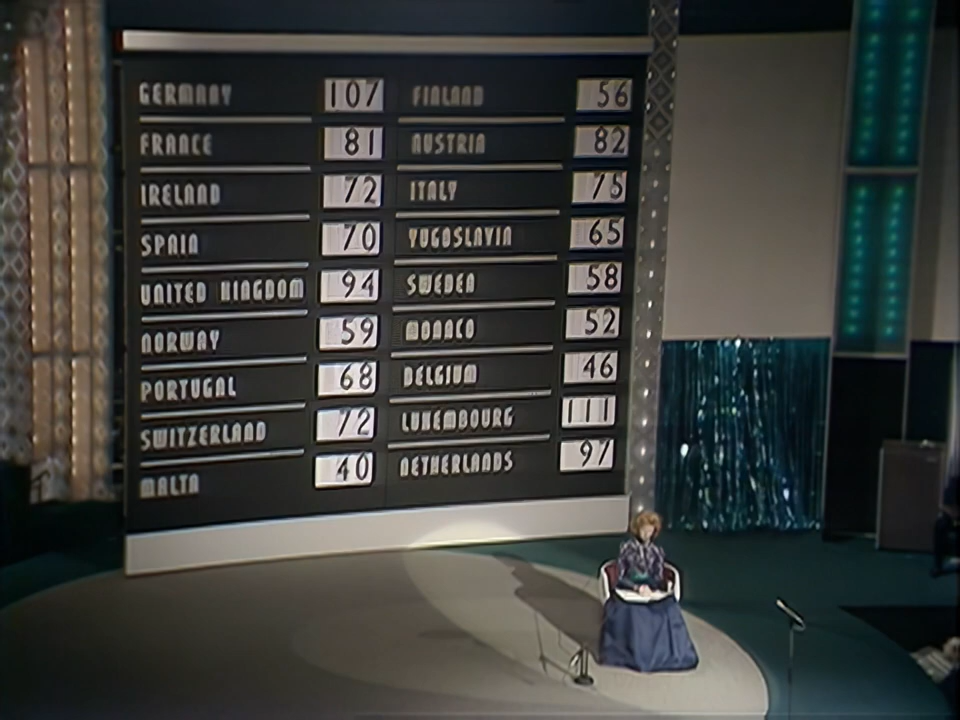 GERMANY 107 FINLAND 56
FRANCE 81 AUSTRIA 82
IRELAND 72 ITALY 75
SPAIN 70 YUGOSLAVIA 65
UNITED KINGDOM 94 SWEDEN 58
NORWAY 59 MONACO 52
PORTUGAL 68 BELGIUM 46
SWITZERLAND 72 LUXEMBOURG 111
MALTA 40 NETHERLANDS 97